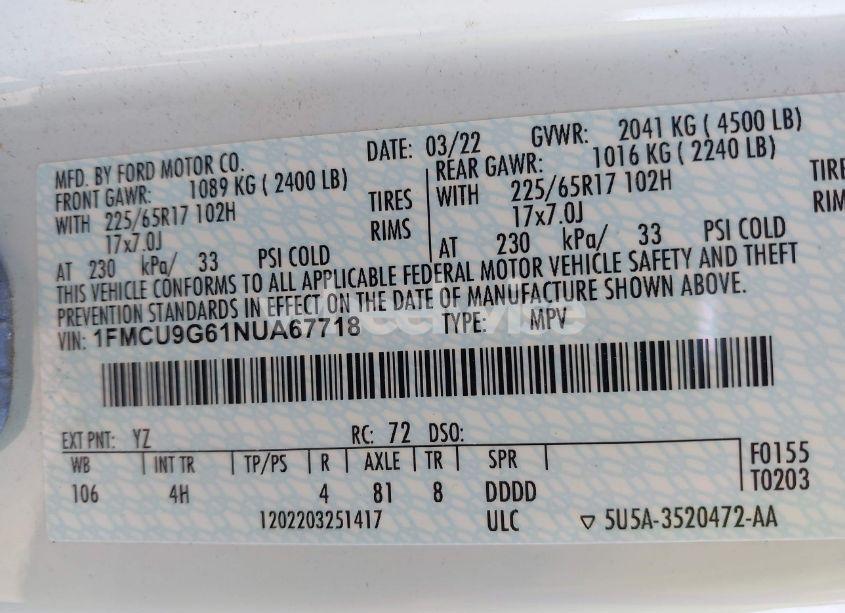 MFD. BY FORD MOTOR CO. DATE: 03/22 GVWR: 2041 KG ( 4500 LB)
FRONT GAWR: 1089 KG ( 2400 LB) REAR GAWR: 1016 KG ( 2240 LB)
WITH 225/65R17 102H TIRES WITH 225/65R17 102H TIRE
17x7.0J RIMS 17x7.0J RIM
AT 230 kPa/ 33 PSI COLD AT 230 kPa/ 33 PSI COLD
THIS VEHICLE CONFORMS TO ALL APPLICABLE FEDERAL MOTOR VEHICLE SAFETY AND THEFT
PREVENTION STANDARDS IN EFFECT ON THE DATE OF MANUFACTURE SHOWN ABOVE.
VIN: 1FMCU9G61NUA67718 TYPE: MPV
EXT PNT: YZ RC: 72 DSO:
WB INT TR TP/PS R AXLE TR SPR F0155
106 4H 4 81 8 DDDD T0203
1202203251417 ULC ▽ 5U5A-3520472-AA